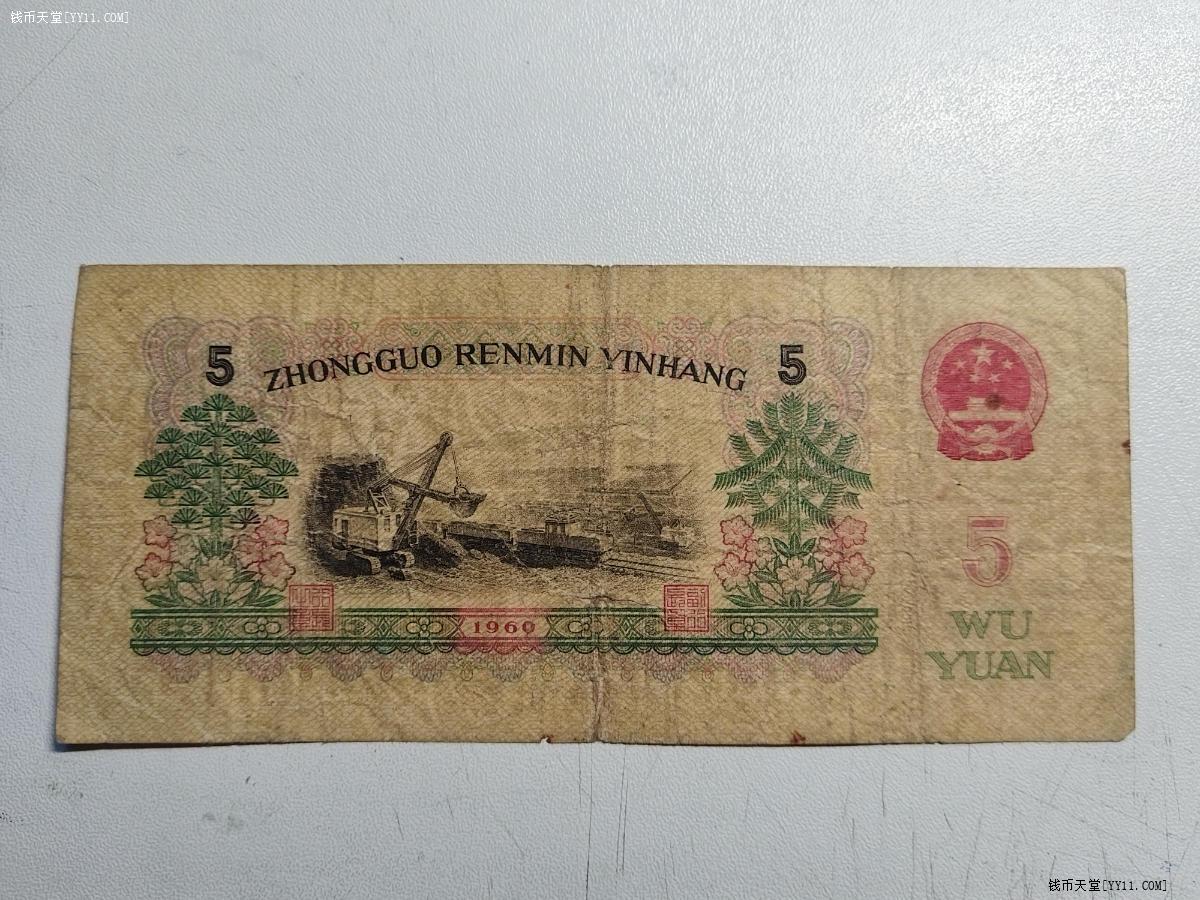 钱币天堂[YY11.COM]
5 ZHONGGUO RENMIN YINHANG 5
5
1960
WU
YUAN
钱币天堂[YY11.COM]